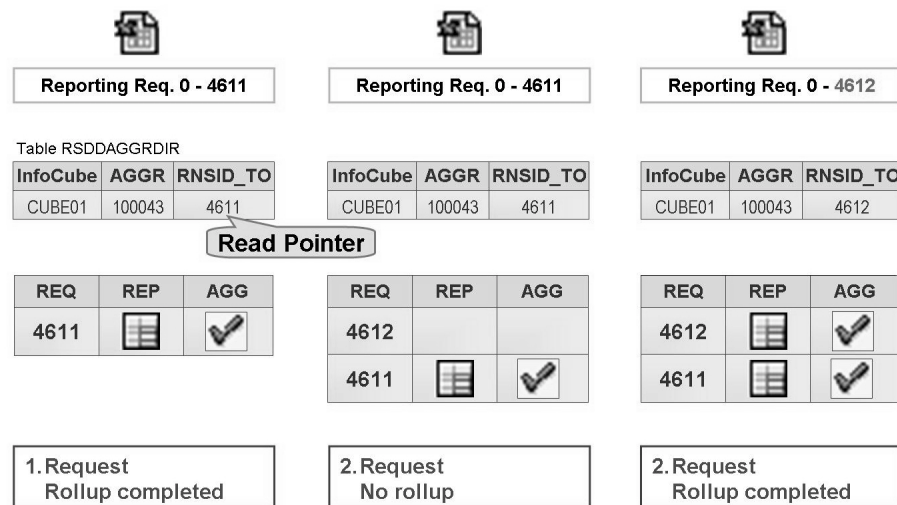 Reporting Req. 0 - 4611
Reporting Req. 0 - 4611
Reporting Req. 0 - 4612
Table RSDDAGGRDIR
InfoCube AGGR RNSID_TO
CUBE01 100043 4611
InfoCube AGGR RNSID_TO
CUBE01 100043 4611
InfoCube AGGR RNSID_TO
CUBE01 100043 4612
Read Pointer
REQ REP AGG
4611
REQ REP AGG
4612
4611
REQ REP AGG
4612
4611
1. Request
Rollup completed
2. Request
No rollup
2. Request
Rollup completed